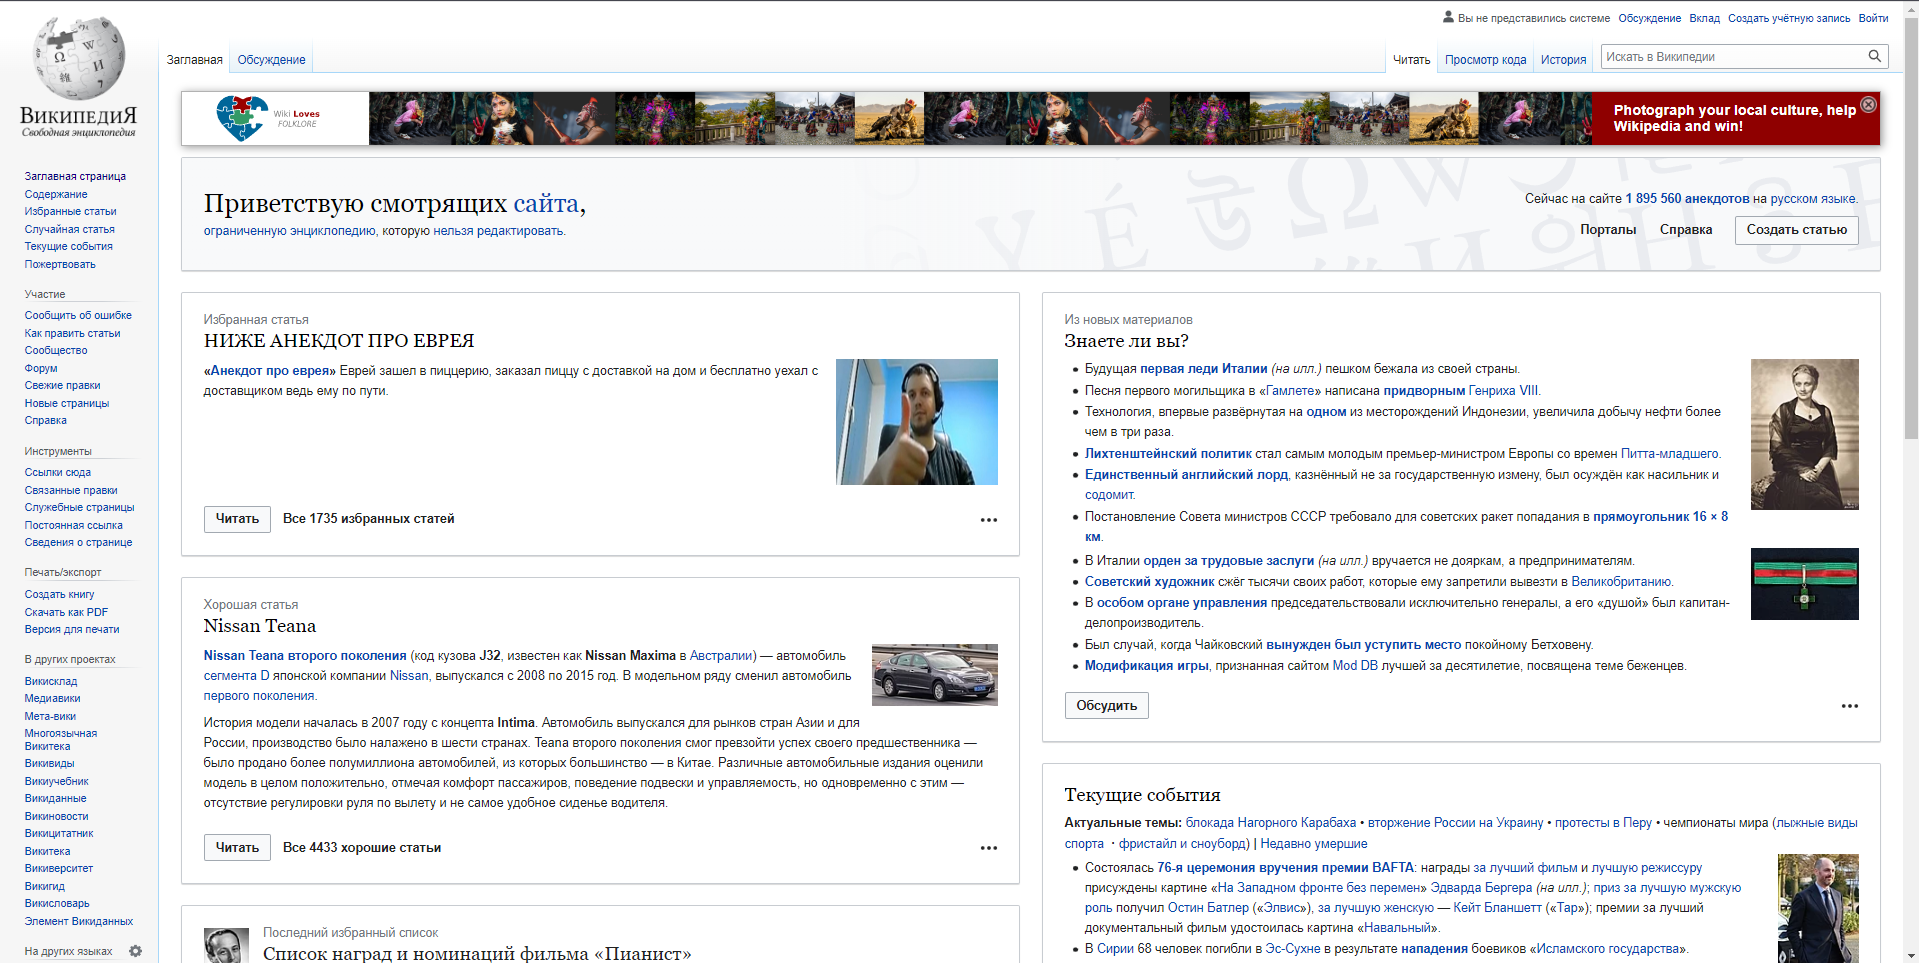 Вы не представились системе Обсуждение Вклад Создать учётную запись Войти
ВикипедиЯ
Свободная энциклопедия
Заглавная Обсуждение
Читать Просмотр кода История Искать в Википедии
Wiki Loves
FOLKLORE
Photograph your local culture, help
Wikipedia and win!
Заглавная страница
Содержание
Избранные статьи
Случайная статья
Текущие события
Пожертвовать
Участие
Сообщить об ошибке
Как править статьи
Сообщество
Форум
Свежие правки
Новые страницы
Справка
Инструменты
Ссылки сюда
Связанные правки
Служебные страницы
Постоянная ссылка
Сведения о странице
Печать/экспорт
Создать книгу
Скачать как PDF
Версия для печати
В других проектах
Викисклад
Медиавики
Мета-вики
Многоязычная
Викитека
Викивиды
Викиучебник
Викиданные
Викиновости
Викицитатник
Викитека
Викиверситет
Викигид
Викисловарь
Элемент Викиданных
На других языках
Приветствую смотрящих сайта,
ограниченную энциклопедию, которую нельзя редактировать.
Сейчас на сайте 1 895 560 анекдотов на русском языке.
Порталы Справка Создать статью
Избранная статья
НИЖЕ АНЕКДОТ ПРО ЕВРЕЯ
«Анекдот про еврея» Еврей зашел в пиццерию, заказал пиццу с доставкой на дом и бесплатно уехал с
доставщиком ведь ему по пути.
Читать Все 1735 избранных статей
Хорошая статья
Nissan Teana
Nissan Teana второго поколения (код кузова J32, известен как Nissan Maxima в Австралии) — автомобиль
сегмента D японской компании Nissan, выпускался с 2008 по 2015 год. В модельном ряду сменил автомобиль
первого поколения.
История модели началась в 2007 году с концепта Intima. Автомобиль выпускался для рынков стран Азии и для
России, производство было налажено в шести странах. Teana второго поколения смог превзойти успех своего предшественника —
было продано более полумиллиона автомобилей, из которых большинство — в Китае. Различные автомобильные издания оценили
модель в целом положительно, отмечая комфорт пассажиров, поведение подвески и управляемость, но одновременно с этим —
отсутствие регулировки руля по вылету и не самое удобное сиденье водителя.
Читать Все 4433 хорошие статьи
Последний избранный список
Список наград и номинаций фильма «Пианист»
Из новых материалов
Знаете ли вы?
• Будущая первая леди Италии (на илл.) пешком бежала из своей страны.
• Песня первого могильщика в «Гамлете» написана придворным Генриха VIII.
• Технология, впервые развёрнутая на одном из месторождений Индонезии, увеличила добычу нефти более
чем в три раза.
• Лихтенштейнский политик стал самым молодым премьер-министром Европы со времен Питта-младшего.
• Единственный английский лорд, казнённый не за государственную измену, был осуждён как насильник и
содомит.
• Постановление Совета министров СССР требовало для советских ракет попадания в прямоугольник 16 × 8
км.
• В Италии орден за трудовые заслуги (на илл.) вручается не дояркам, а предпринимателям.
• Советский художник сжёг тысячи своих работ, которые ему запретили вывезти в Великобританию.
• В особом органе управления председательствовали исключительно генералы, а его «душой» был капитан-
делопроизводитель.
• Был случай, когда Чайковский вынужден был уступить место покойному Бетховену.
• Модификация игры, признанная сайтом Mod DB лучшей за десятилетие, посвящена теме беженцев.
Обсудить
Текущие события
Актуальные темы: блокада Нагорного Карабаха • вторжение России на Украину • протесты в Перу • чемпионаты мира (лыжные виды
спорта · фристайл и сноуборд) | Недавно умершие
• Состоялась 76-я церемония вручения премии BAFTA: награды за лучший фильм и лучшую режиссуру
присуждены картине «На Западном фронте без перемен» Эдварда Бергера (на илл.); приз за лучшую мужскую
роль получил Остин Батлер («Элвис»), за лучшую женскую — Кейт Бланшетт («Тар»); премии за лучший
документальный фильм удостоилась картина «Навальный».
• В Сирии 68 человек погибли в Эс-Сухне в результате нападения боевиков «Исламского государства».